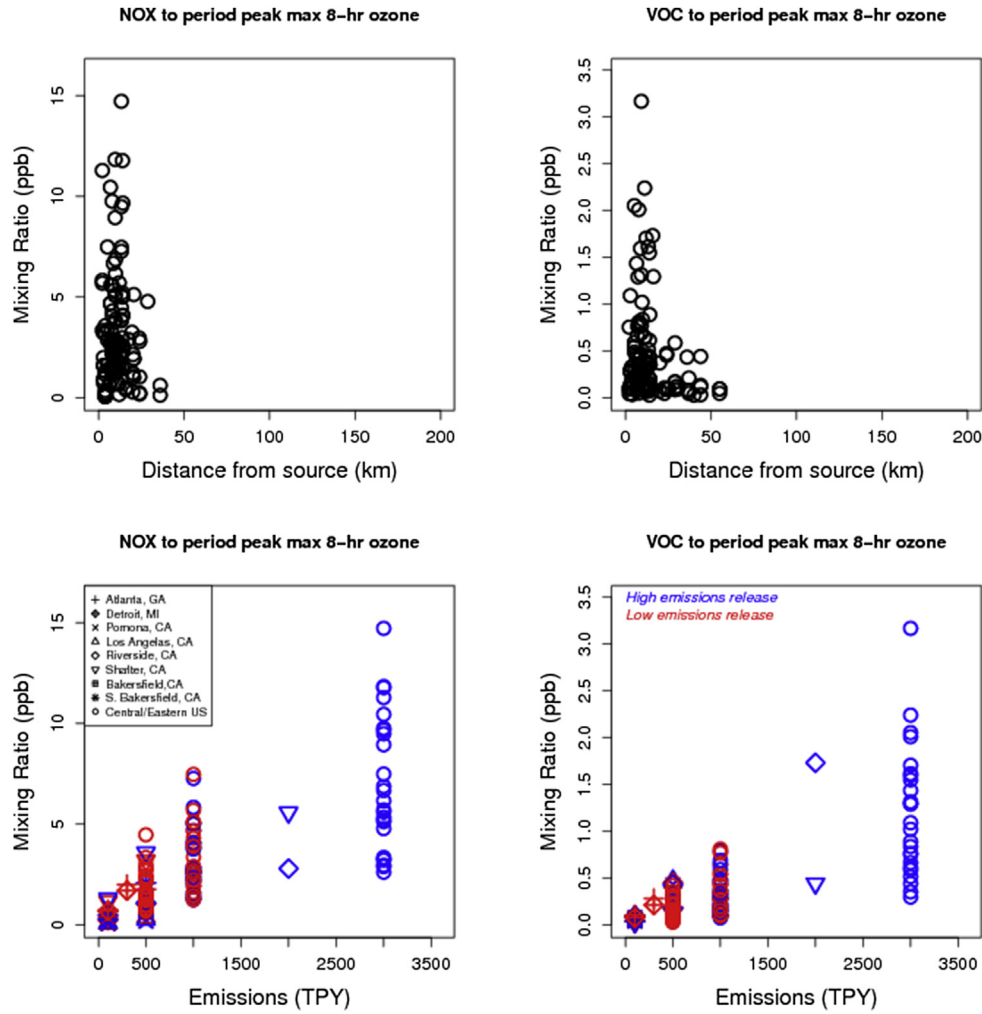 NOX to period peak max 8-hr ozone
Mixing Ratio (ppb)
15
10
5
0
0 50 100 150 200
Distance from source (km)
VOC to period peak max 8-hr ozone
Mixing Ratio (ppb)
3.5
3.0
2.5
2.0
1.5
1.0
0.5
0.0
0 50 100 150 200
Distance from source (km)
NOX to period peak max 8-hr ozone
Mixing Ratio (ppb)
15
10
5
0
Atlanta, GA
Detroit, MI
Pomona, CA
Los Angelas, CA
Riverside, CA
Shafter, CA
Bakersfield,CA
S. Bakersfield, CA
Central/Eastern US
0 500 1500 2500 3500
Emissions (TPY)
VOC to period peak max 8-hr ozone
Mixing Ratio (ppb)
3.5
3.0
2.5
2.0
1.5
1.0
0.5
0.0
High emissions release
Low emissions release
0 500 1500 2500 3500
Emissions (TPY)